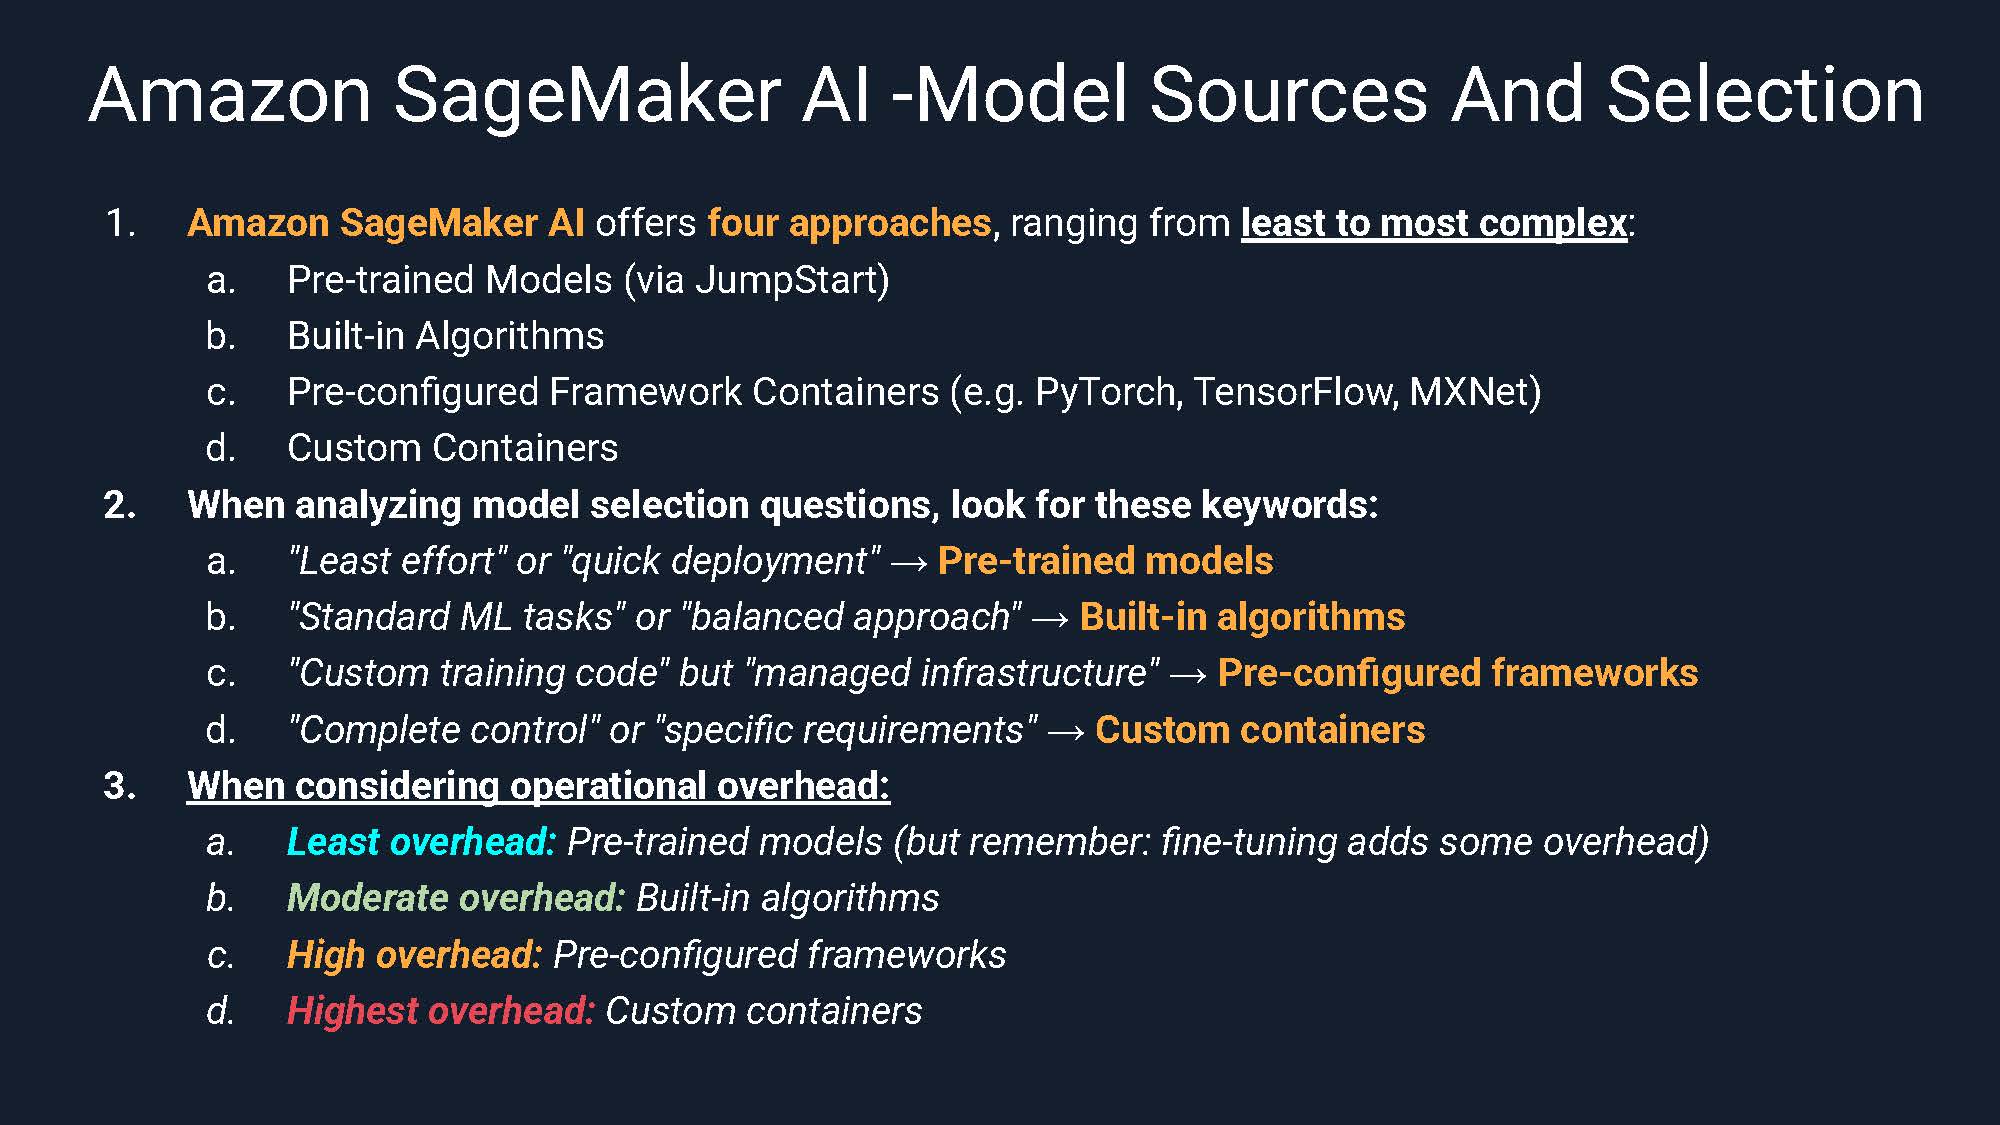 Amazon SageMaker AI -Model Sources And Selection
1. Amazon SageMaker AI offers four approaches, ranging from least to most complex:
a. Pre-trained Models (via JumpStart)
b. Built-in Algorithms
c. Pre-configured Framework Containers (e.g. PyTorch, TensorFlow, MXNet)
d. Custom Containers
2. When analyzing model selection questions, look for these keywords:
a. "Least effort" or "quick deployment" → Pre-trained models
b. "Standard ML tasks" or "balanced approach" → Built-in algorithms
c. "Custom training code" but "managed infrastructure" → Pre-configured frameworks
d. "Complete control" or "specific requirements" → Custom containers
3. When considering operational overhead:
a. Least overhead: Pre-trained models (but remember: fine-tuning adds some overhead)
b. Moderate overhead: Built-in algorithms
c. High overhead: Pre-configured frameworks
d. Highest overhead: Custom containers